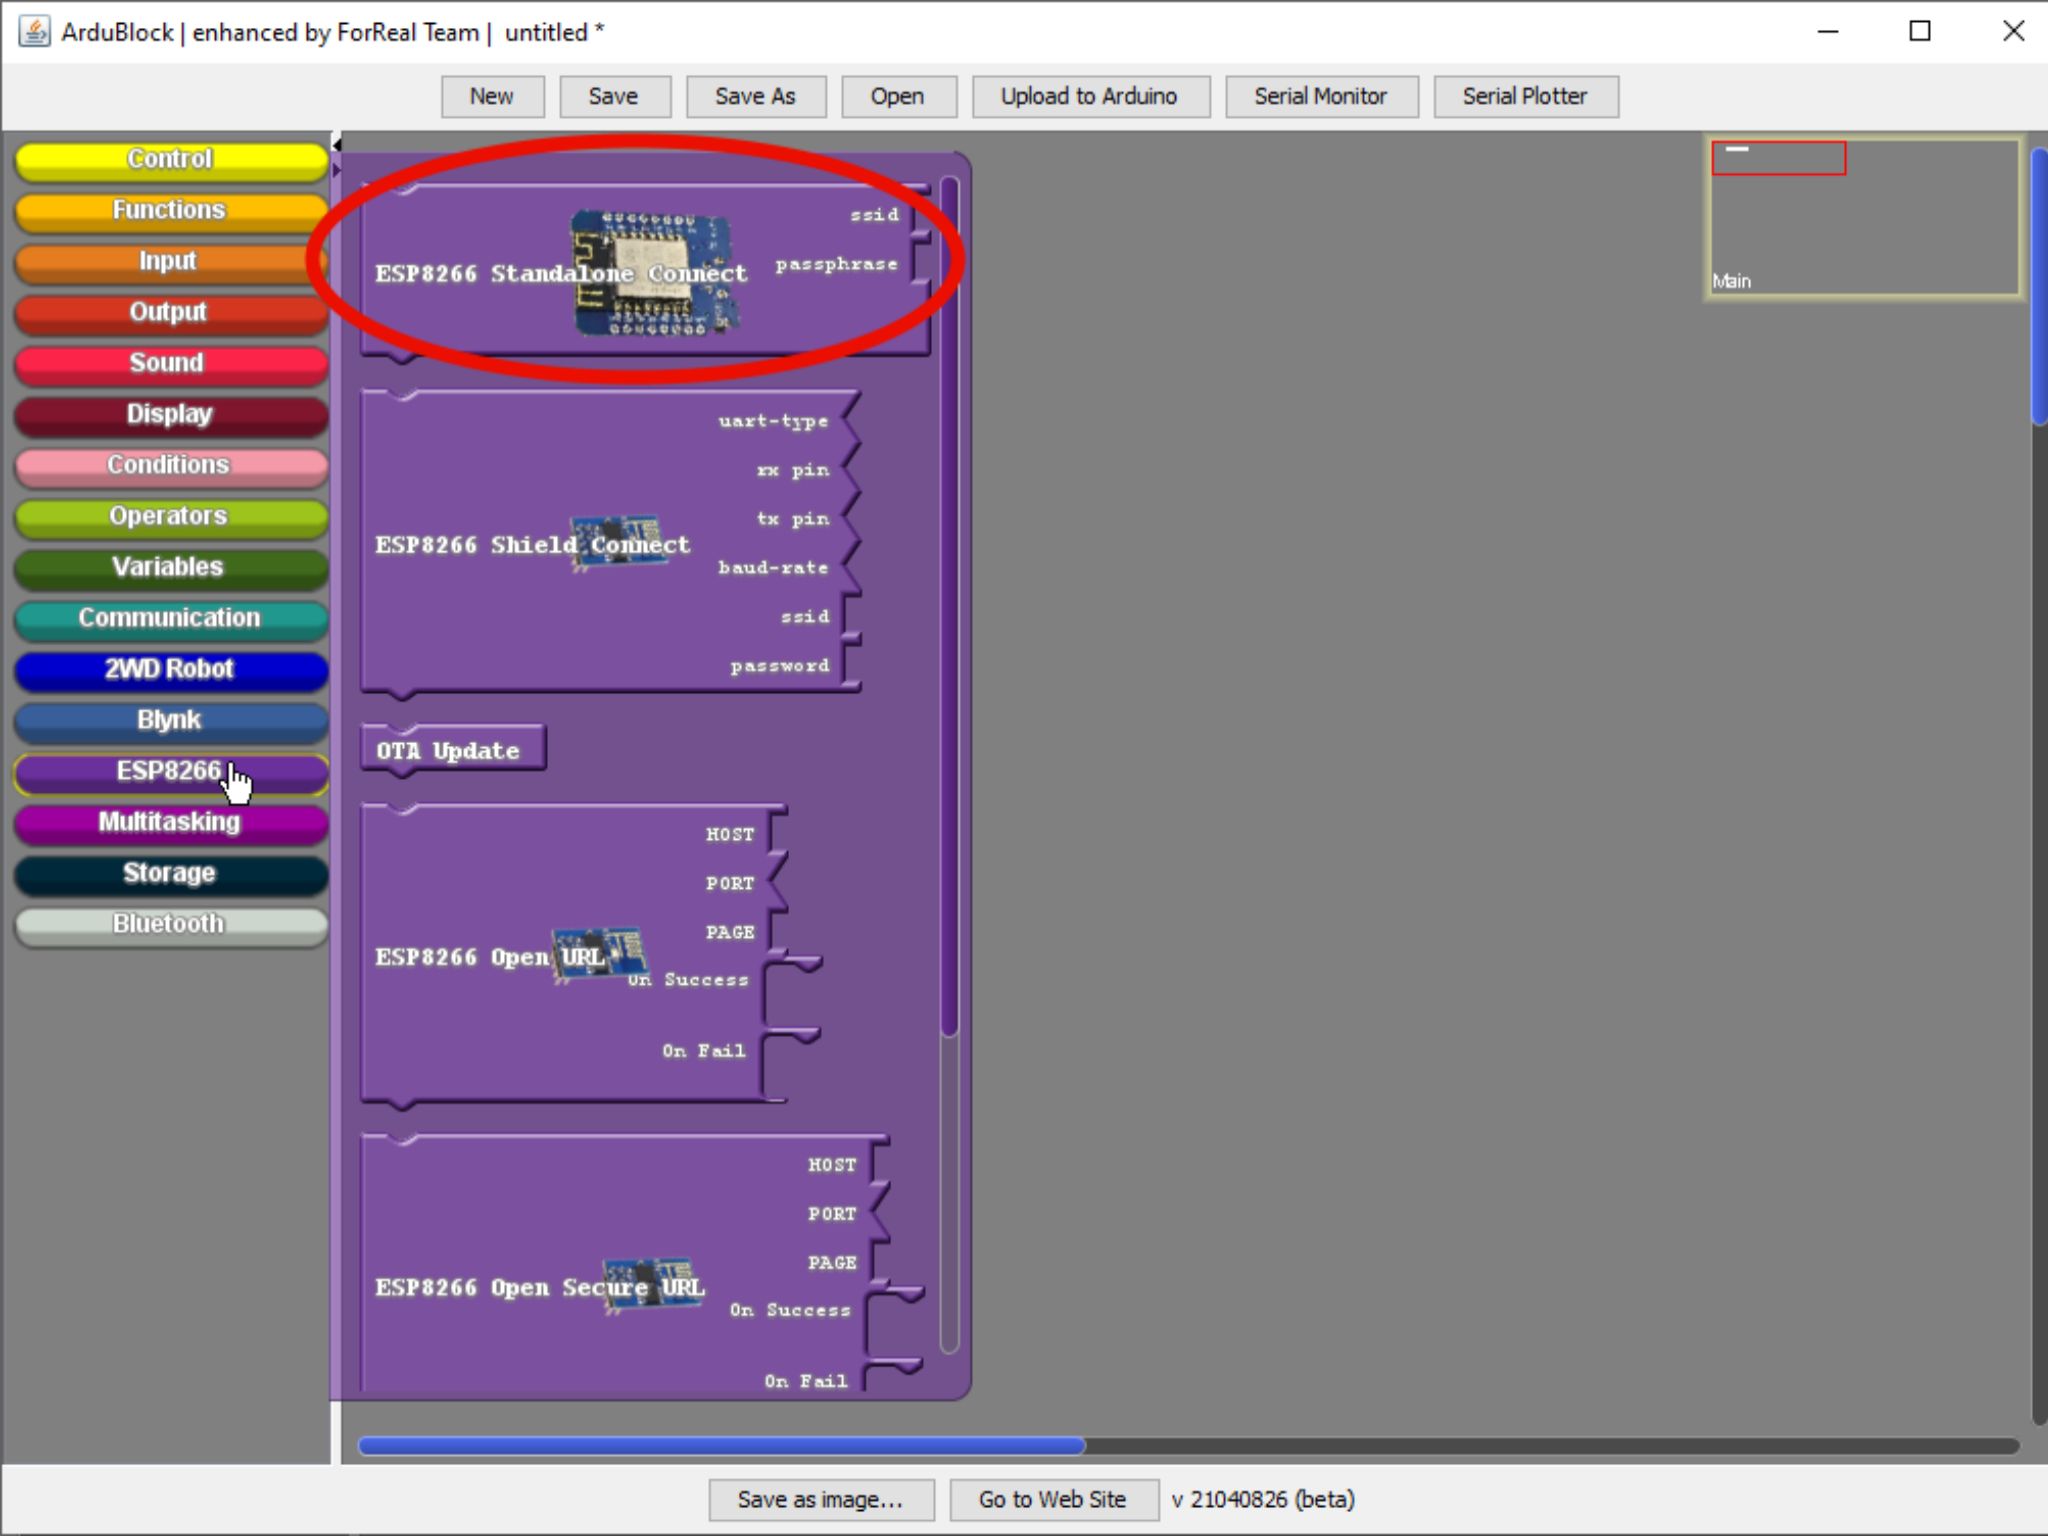 ArduBlock | enhanced by ForReal Team | untitled *
New Save Save As Open Upload to Arduino Serial Monitor Serial Plotter
Control
Functions
Input
Output
Sound
Display
Conditions
Operators
Variables
Communication
2WD Robot
Blynk
ESP8266
Multitasking
Storage
Bluetooth
ssid
passphrase
ESP8266 Standalone Connect
uart-type
rx pin
tx pin
ESP8266 Shield Connect
baud-rate
ssid
password
OTA Update
HOST
PORT
PAGE
ESP8266 Open URL
On Success
On Fail
HOST
PORT
PAGE
ESP8266 Open Secure URL
On Success
On Fail
Main
Save as image... Go to Web Site v 21040826 (beta)